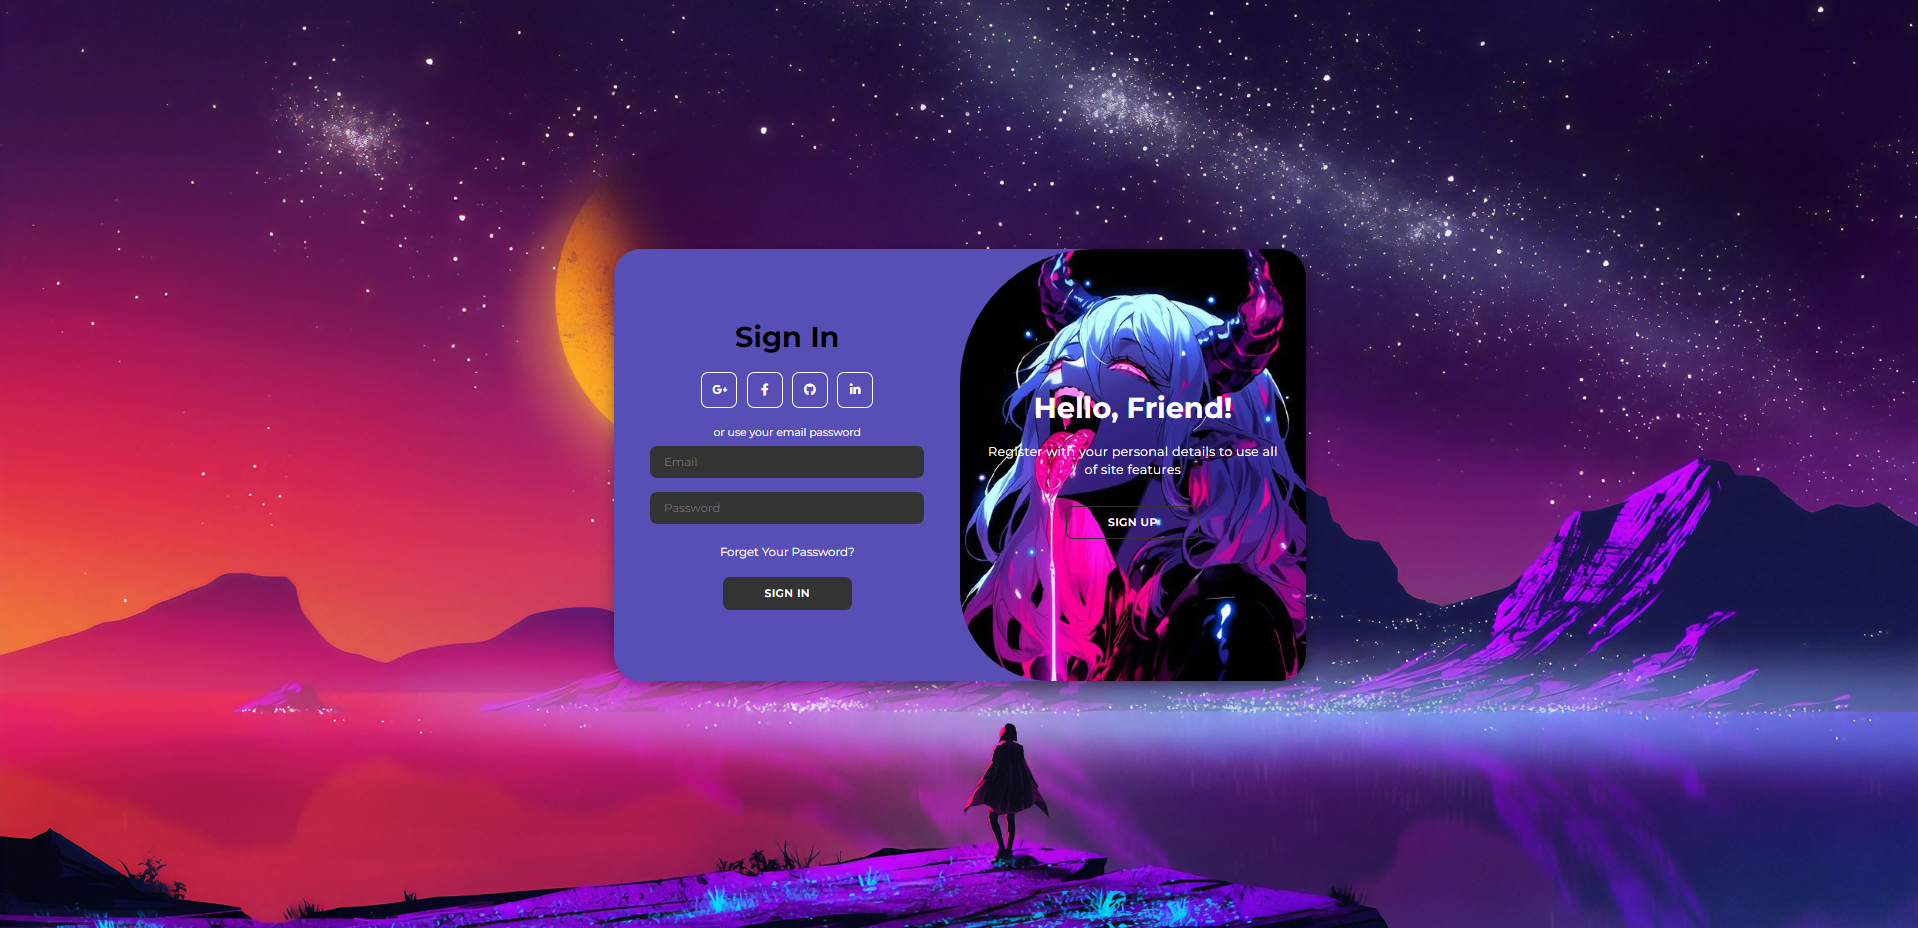 Sign In
G+ f in
or use your email password
Email
Password
Forget Your Password?
SIGN IN
Hello, Friend!
Register with your personal details to use all
of site features
SIGN UP